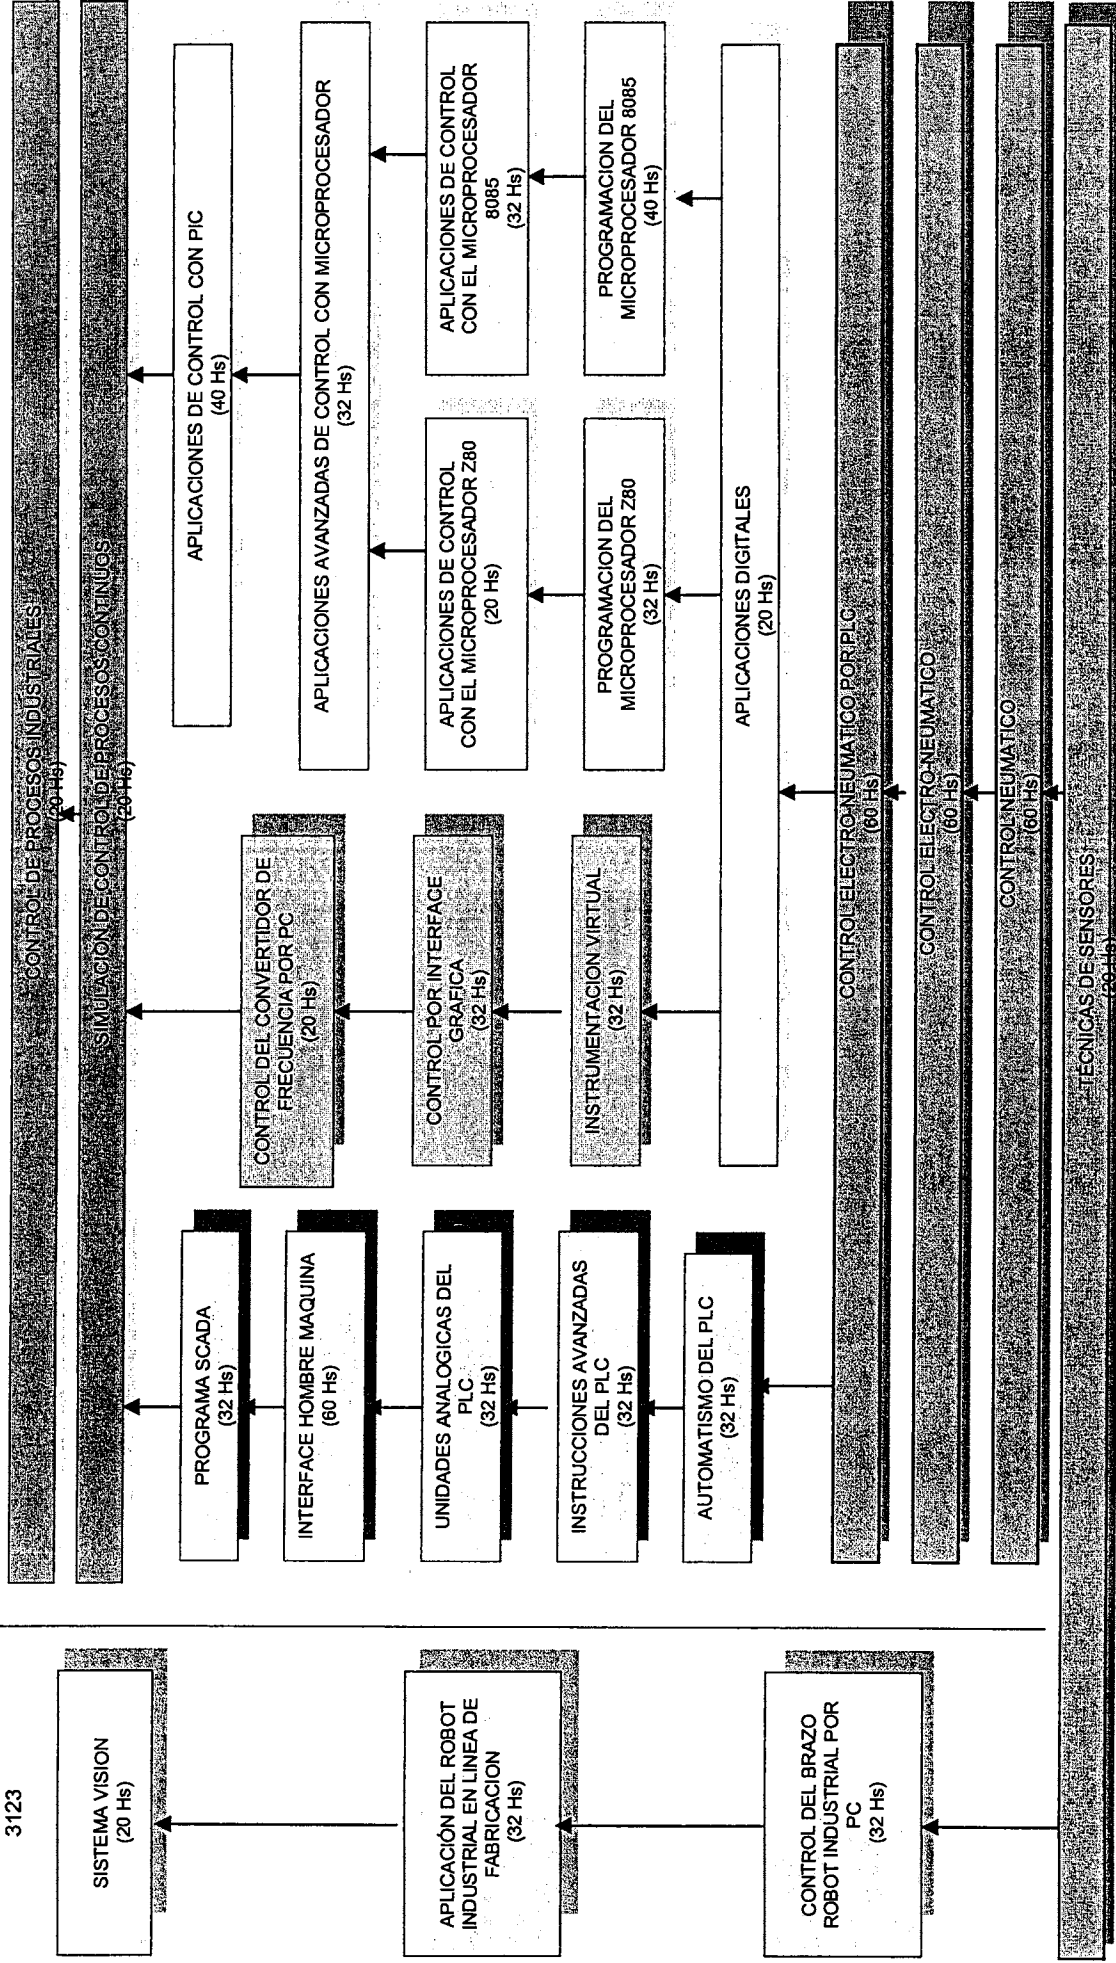 3123
CONTROL DE PROCESOS INDUSTRIALES
(20 Hs)
SIMULACION DE CONTROL DE PROCESOS CONTINUOS
(20 Hs)
SISTEMA VISION
(20 Hs)
APLICACIÓN DEL ROBOT
INDUSTRIAL EN LINEA DE
FABRICACION
(32 Hs)
CONTROL DEL BRAZO
ROBOT INDUSTRIAL POR
PC
(32 Hs)
PROGRAMA SCADA
(32 Hs)
INTERFACE HOMBRE MAQUINA
(60 Hs)
UNIDADES ANALOGICAS DEL
PLC
(32 Hs)
INSTRUCCIONES AVANZADAS
DEL PLC
(32 Hs)
AUTOMATISMO DEL PLC
(32 Hs)
CONTROL DEL CONVERTIDOR DE
FRECUENCIA POR PC
(20 Hs)
CONTROL POR INTERFACE
GRAFICA
(32 Hs)
INSTRUMENTACION VIRTUAL
(32 Hs)
APLICACIONES DE CONTROL CON PIC
(40 Hs)
APLICACIONES AVANZADAS DE CONTROL CON MICROPROCESADOR
(32 Hs)
APLICACIONES DE CONTROL
CON EL MICROPROCESADOR Z80
(20 Hs)
APLICACIONES DE CONTROL
CON EL MICROPROCESADOR
8085
(32 Hs)
PROGRAMACION DEL
MICROPROCESADOR Z80
(32 Hs)
PROGRAMACION DEL
MICROPROCESADOR 8085
(40 Hs)
APLICACIONES DIGITALES
(20 Hs)
CONTROL ELECTRO-NEUMATICO POR PLC
(60 Hs)
CONTROL ELECTRO-NEUMATICO
(60 Hs)
CONTROL NEUMATICO
(60 Hs)
TECNICAS DE SENSORES
(20 Hs)